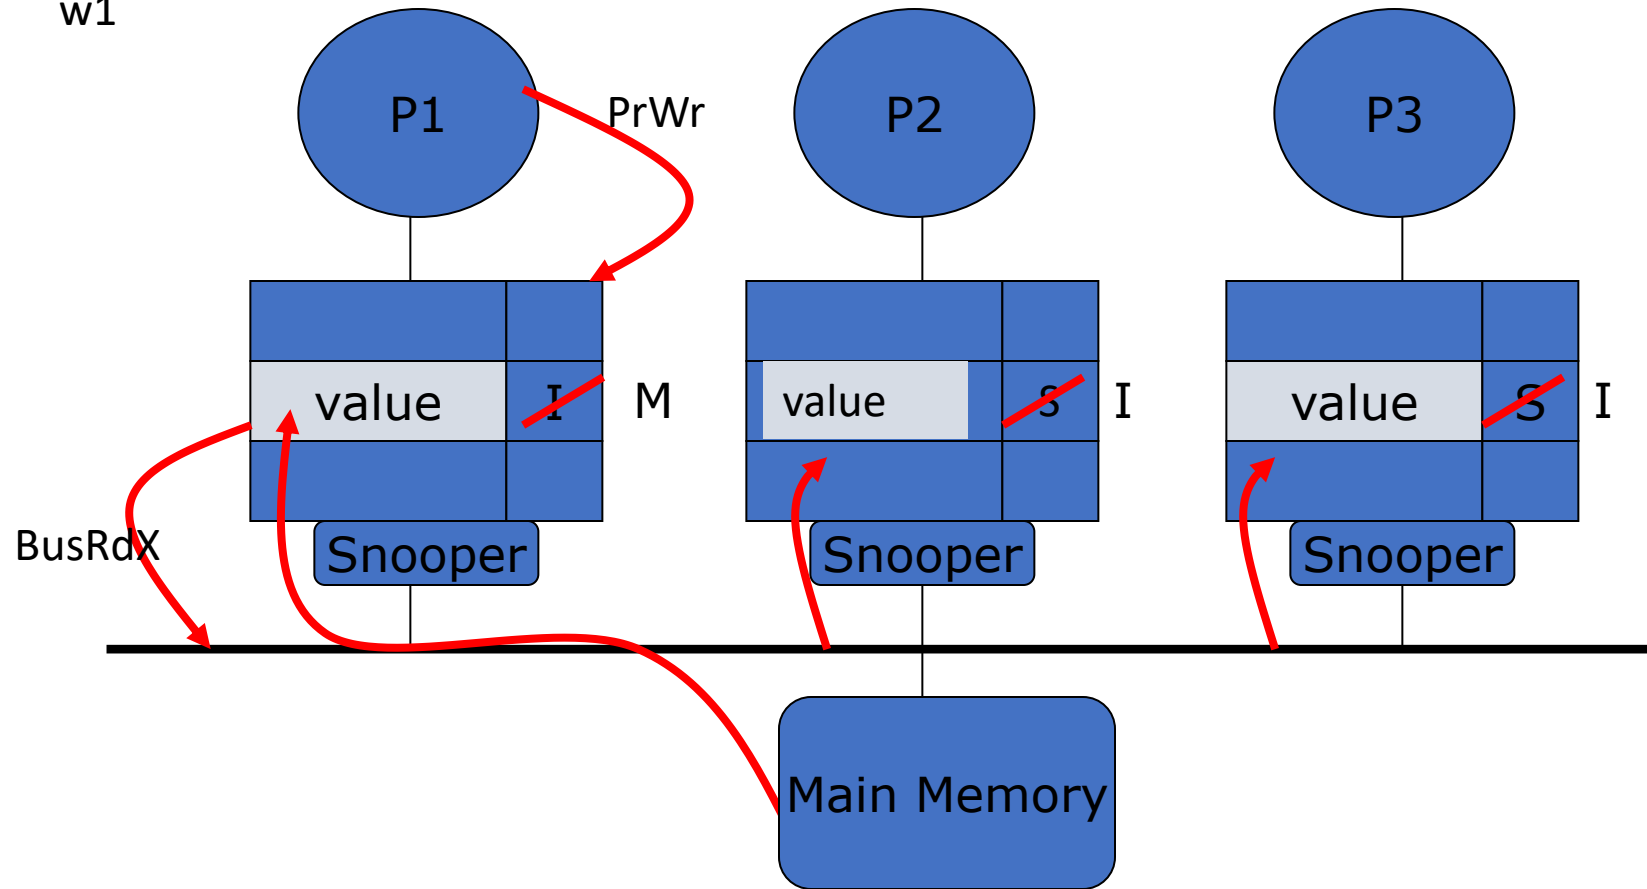 w1
P1
PrWr
P2
P3
value
I
M
value
S
I
value
S
I
BusRdX
Snooper
Snooper
Snooper
Main Memory